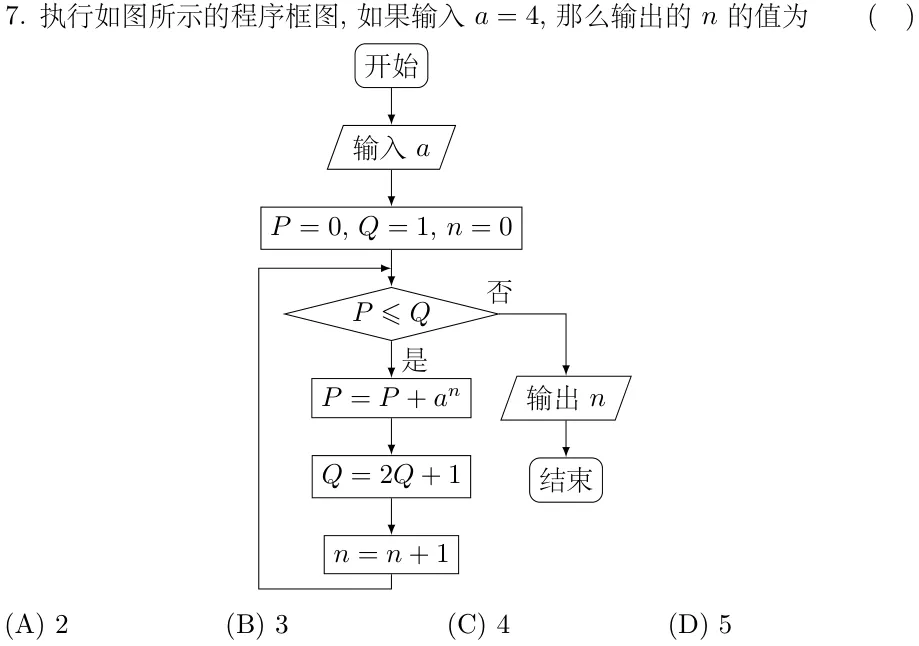 7. 执行如图所示的程序框图, 如果输入 a = 4, 那么输出的 n 的值为 ( )
开始
输入 a
P = 0, Q = 1, n = 0
P ⩽ Q
否
是
P = P + aⁿ
输出 n
Q = 2Q + 1
结束
n = n + 1
(A) 2 (B) 3 (C) 4 (D) 5